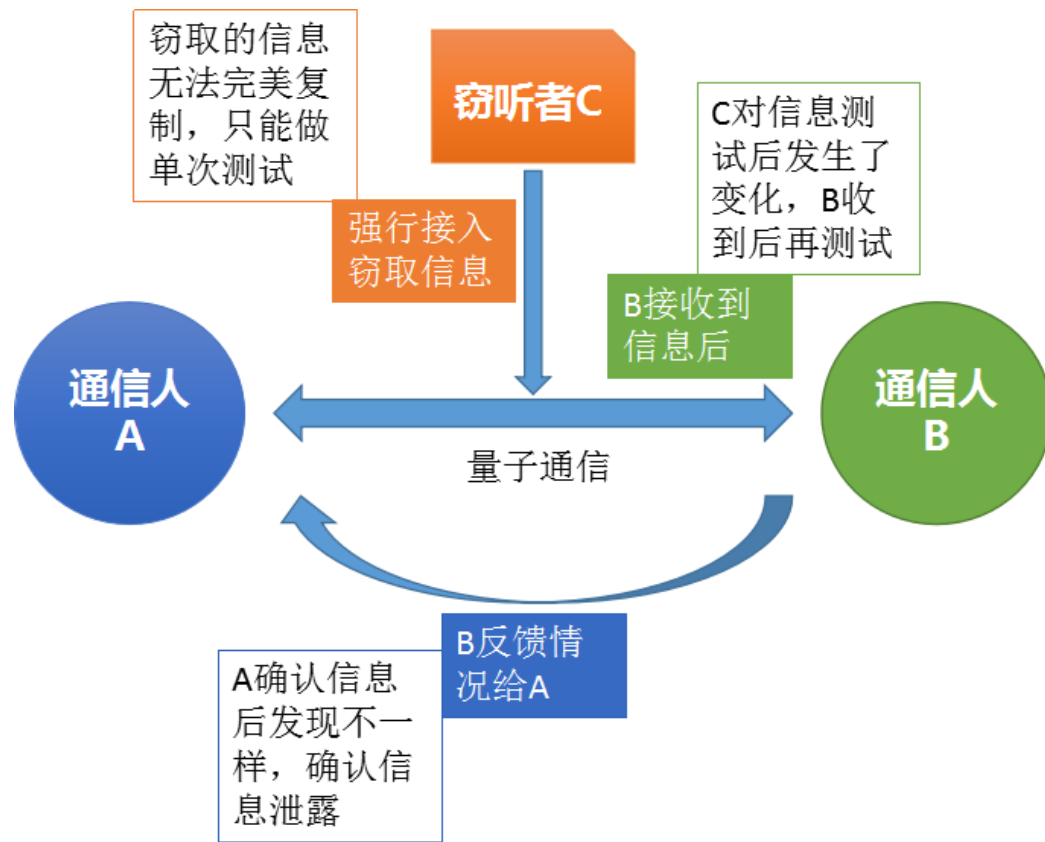 窃取的信息
无法完美复
制，只能做
单次测试
窃听者C
C对信息测
试后发生了
变化，B收
到后再测试
强行接入
窃取信息
B接收到
信息后
通信人
A
通信人
B
量子通信
B反馈情
况给A
A确认信息
后发现不一
样，确认信
息泄露